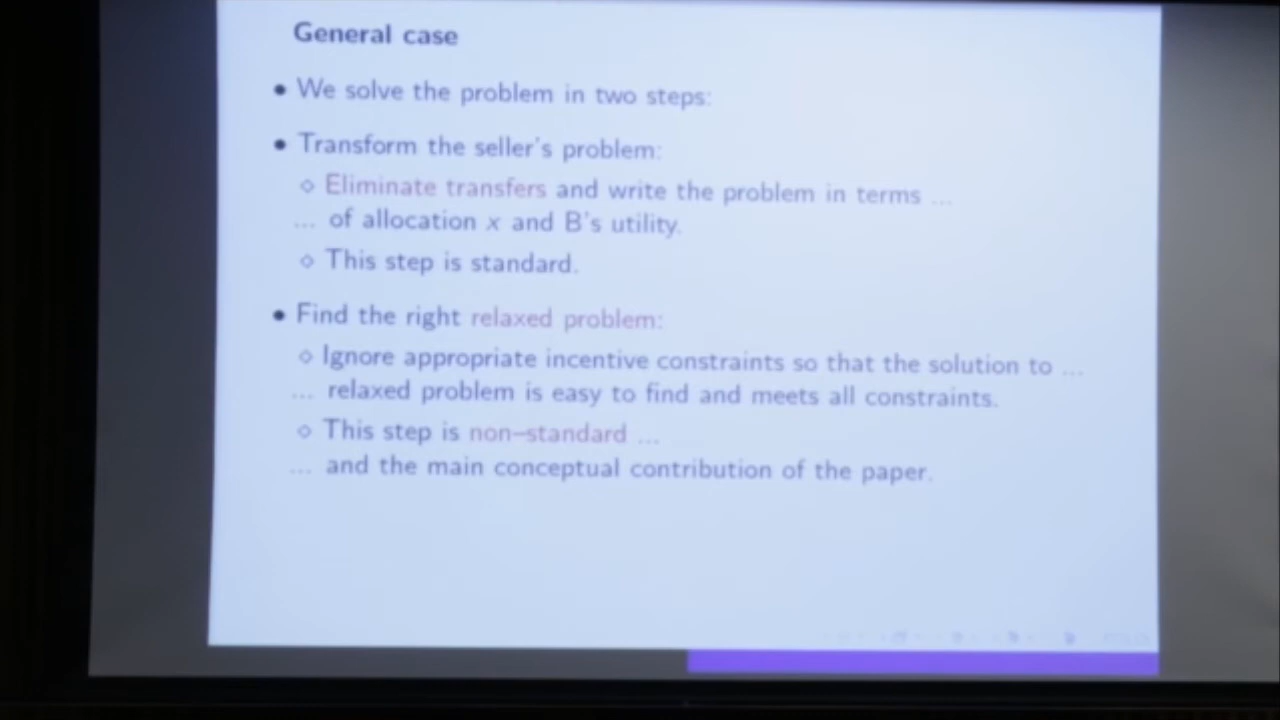 General case
• We solve the problem in two steps:
• Transform the seller's problem:
◇ Eliminate transfers and write the problem in terms ...
... of allocation x and B's utility.
◇ This step is standard.
• Find the right relaxed problem:
◇ Ignore appropriate incentive constraints so that the solution to ...
... relaxed problem is easy to find and meets all constraints.
◇ This step is non–standard ...
... and the main conceptual contribution of the paper.